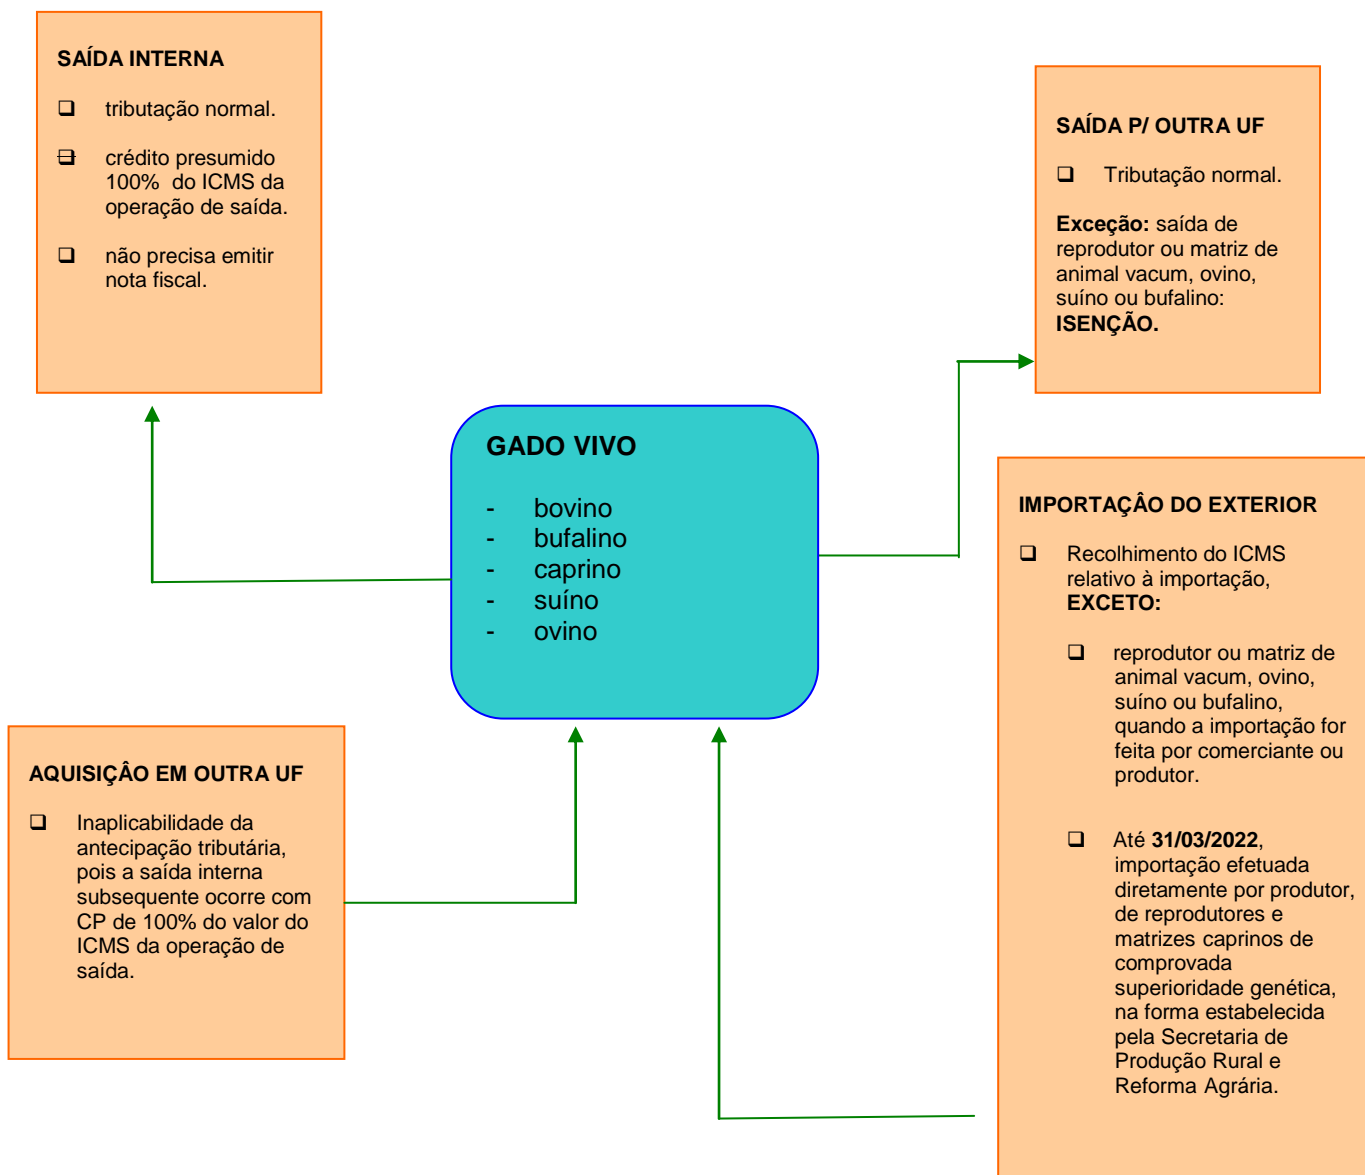 SAÍDA INTERNA
❑ tributação normal.
❑ crédito presumido
100% do ICMS da
operação de saída.
❑ não precisa emitir
nota fiscal.
SAÍDA P/ OUTRA UF
❑ Tributação normal.
Exceção: saída de
reprodutor ou matriz de
animal vacum, ovino,
suíno ou bufalino:
ISENÇÃO.
GADO VIVO
- bovino
- bufalino
- caprino
- suíno
- ovino
IMPORTAÇÂO DO EXTERIOR
❑ Recolhimento do ICMS
relativo à importação,
EXCETO:
❑ reprodutor ou matriz de
animal vacum, ovino,
suíno ou bufalino,
quando a importação for
feita por comerciante ou
produtor.
❑ Até 31/03/2022,
importação efetuada
diretamente por produtor,
de reprodutores e
matrizes caprinos de
comprovada
superioridade genética,
na forma estabelecida
pela Secretaria de
Produção Rural e
Reforma Agrária.
AQUISIÇÂO EM OUTRA UF
❑ Inaplicabilidade da
antecipação tributária,
pois a saída interna
subsequente ocorre com
CP de 100% do valor do
ICMS da operação de
saída.